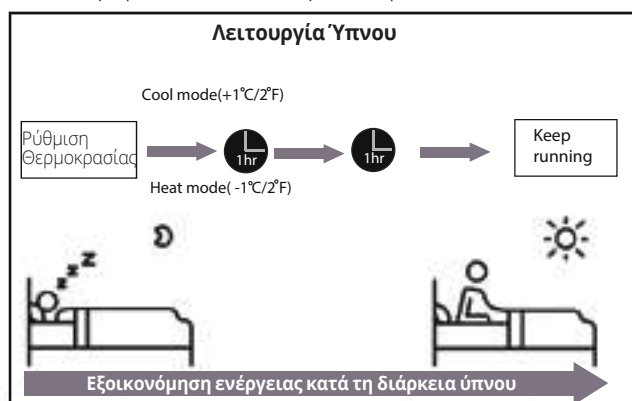 Λειτουργία Ύπνου
Cool mode(+1°C/2°F)
Ρύθμιση
Θερμοκρασίας
1hr
1hr
Keep
running
Heat mode( -1°C/2°F)
z z z
Εξοικονόμηση ενέργειας κατά τη διάρκεια ύπνου